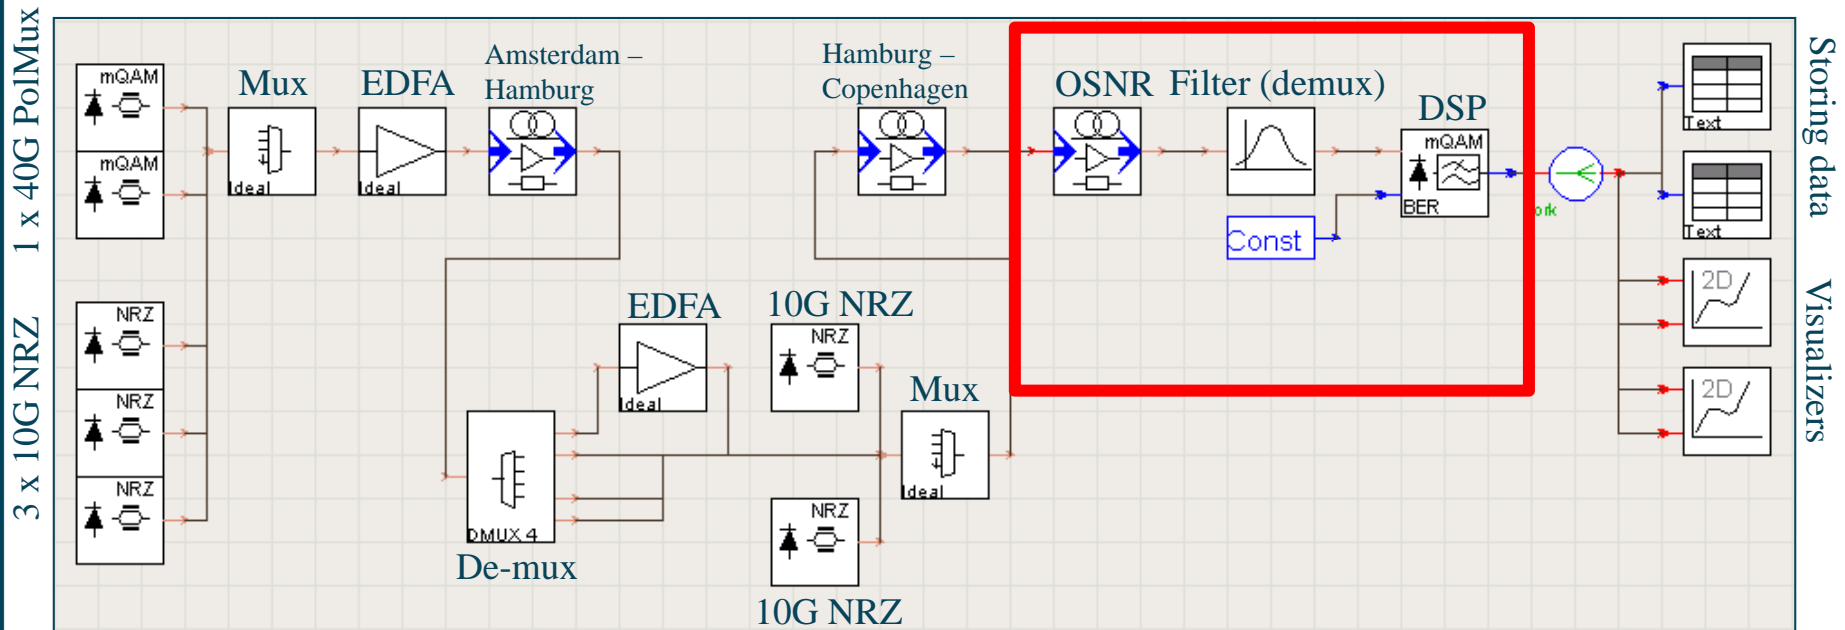 1 x 40G PolMux
3 x 10G NRZ
mQAM
mQAM
NRZ
NRZ
NRZ
Mux
Ideal
EDFA
Ideal
Amsterdam –
Hamburg
Hamburg –
Copenhagen
OSNR
Filter (demux)
Const
DSP
mQAM
BER
ork
Text
Text
2D
2D
Storing data
Visualizers
EDFA
Ideal
10G NRZ
NRZ
Mux
Ideal
DMUX 4
De-mux
NRZ
10G NRZ